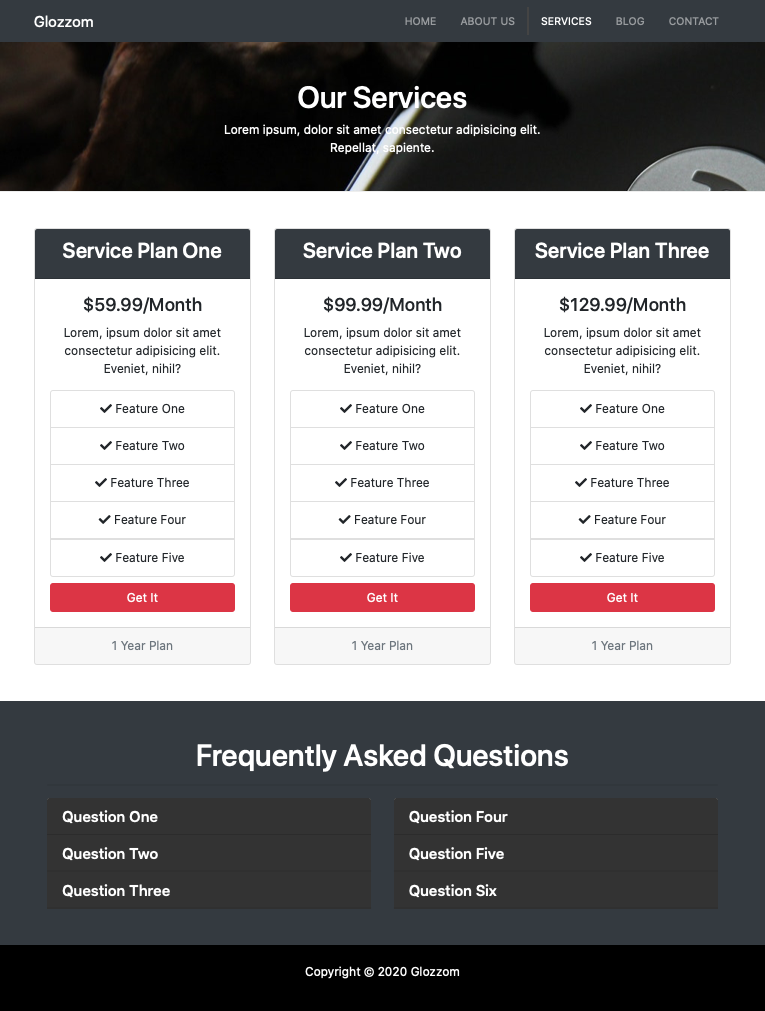 Glozzom
HOME ABOUT US SERVICES BLOG CONTACT
Our Services
Lorem ipsum, dolor sit amet consectetur adipisicing elit.
Repellat, sapiente.
Service Plan One
$59.99/Month
Lorem, ipsum dolor sit amet
consectetur adipisicing elit.
Eveniet, nihil?
Feature One
Feature Two
Feature Three
Feature Four
Feature Five
Get It
1 Year Plan
Service Plan Two
$99.99/Month
Lorem, ipsum dolor sit amet
consectetur adipisicing elit.
Eveniet, nihil?
Feature One
Feature Two
Feature Three
Feature Four
Feature Five
Get It
1 Year Plan
Service Plan Three
$129.99/Month
Lorem, ipsum dolor sit amet
consectetur adipisicing elit.
Eveniet, nihil?
Feature One
Feature Two
Feature Three
Feature Four
Feature Five
Get It
1 Year Plan
Frequently Asked Questions
Question One
Question Two
Question Three
Question Four
Question Five
Question Six
Copyright © 2020 Glozzom